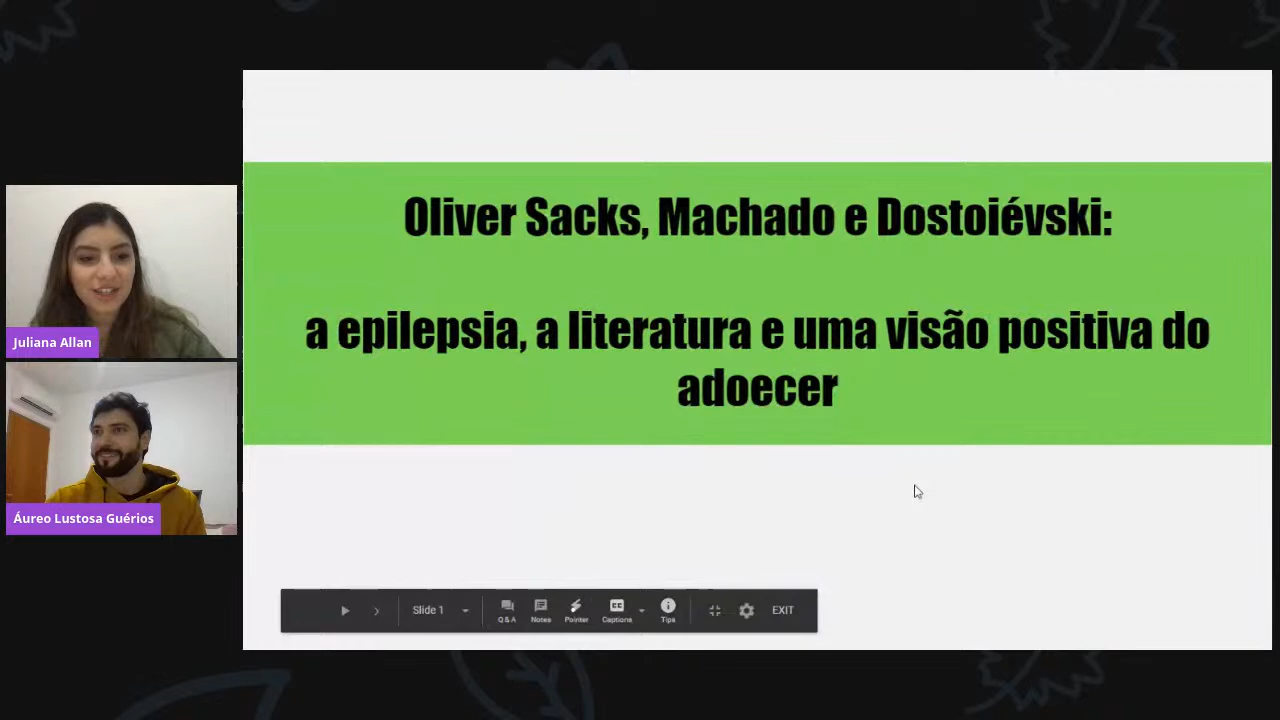 Oliver Sacks, Machado e Dostoiévski:
a epilepsia, a literatura e uma visão positiva do
adoecer
Juliana Allan
Áureo Lustosa Guérios
Slide 1
Q & A
Notes
Pointer
Captions
Tips
EXIT